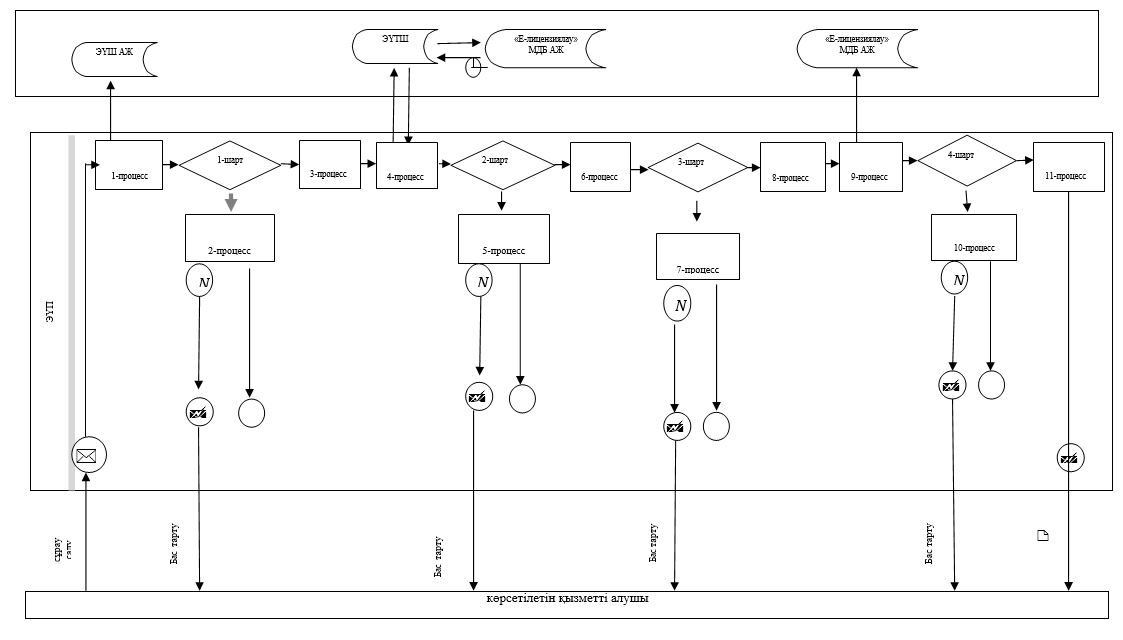 ЭҮШ АЖ
ЭҮТШ
«Е-лицензиялау»
МДБ АЖ
«Е-лицензиялау»
МДБ АЖ
1-процесс
1-шарт
3-процесс
4-процесс
2-шарт
6-процесс
3-шарт
8-процесс
9-процесс
4-шарт
11-процесс
2-процесс
5-процесс
7-процесс
10-процесс
N
N
N
N
ЭҮП
сұрау
салу
Бас тарту
Бас тарту
Бас тарту
Бас тарту
көрсетілетін қызметті алушы